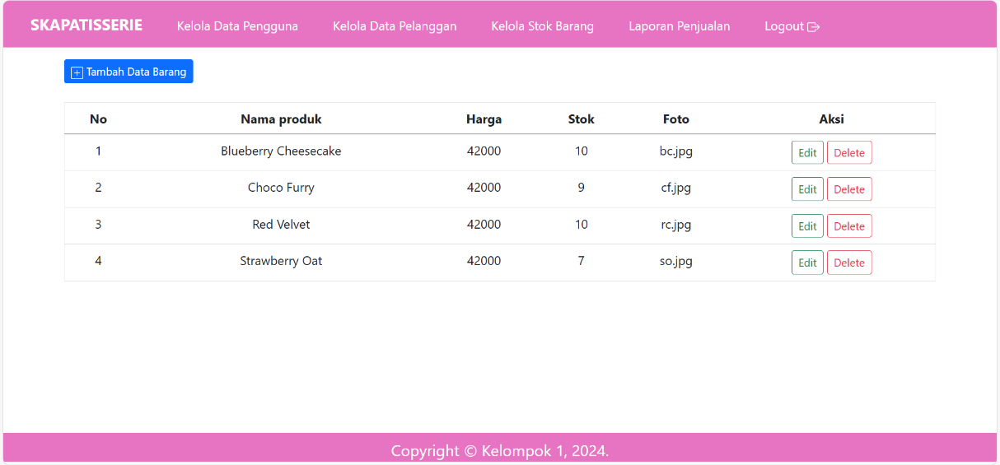 SKAPATISSERIE Kelola Data Pengguna Kelola Data Pelanggan Kelola Stok Barang Laporan Penjualan Logout
Tambah Data Barang
No Nama produk Harga Stok Foto Aksi
1 Blueberry Cheesecake 42000 10 bc.jpg Edit Delete
2 Choco Furry 42000 9 cf.jpg Edit Delete
3 Red Velvet 42000 10 rc.jpg Edit Delete
4 Strawberry Oat 42000 7 so.jpg Edit Delete
Copyright © Kelompok 1, 2024.